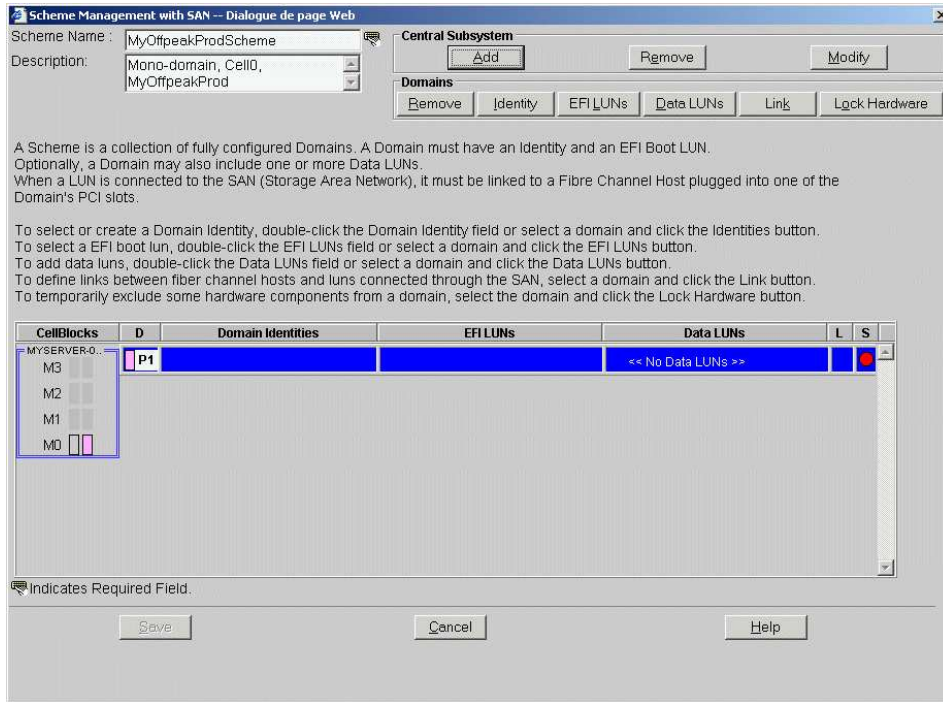 Scheme Management with SAN -- Dialogue de page Web
Scheme Name : MyOffpeakProdScheme
Description: Mono-domain, Cell0,
MyOffpeakProd
Central Subsystem
Add Remove Modify
Domains
Remove Identity EFI LUNs Data LUNs Link Lock Hardware
A Scheme is a collection of fully configured Domains. A Domain must have an Identity and an EFI Boot LUN.
Optionally, a Domain may also include one or more Data LUNs.
When a LUN is connected to the SAN (Storage Area Network), it must be linked to a Fibre Channel Host plugged into one of the
Domain's PCI slots.
To select or create a Domain Identity, double-click the Domain Identity field or select a domain and click the Identities button.
To select a EFI boot lun, double-click the EFI LUNs field or select a domain and click the EFI LUNs button.
To add data luns, double-click the Data LUNs field or select a domain and click the Data LUNs button.
To define links between fiber channel hosts and luns connected through the SAN, select a domain and click the Link button.
To temporarily exclude some hardware components from a domain, select the domain and click the Lock Hardware button.
CellBlocks D Domain Identities EFI LUNs Data LUNs L S
MYSERVER-0..
P1 << No Data LUNs >>
M3
M2
M1
M0
Indicates Required Field.
Save Cancel Help